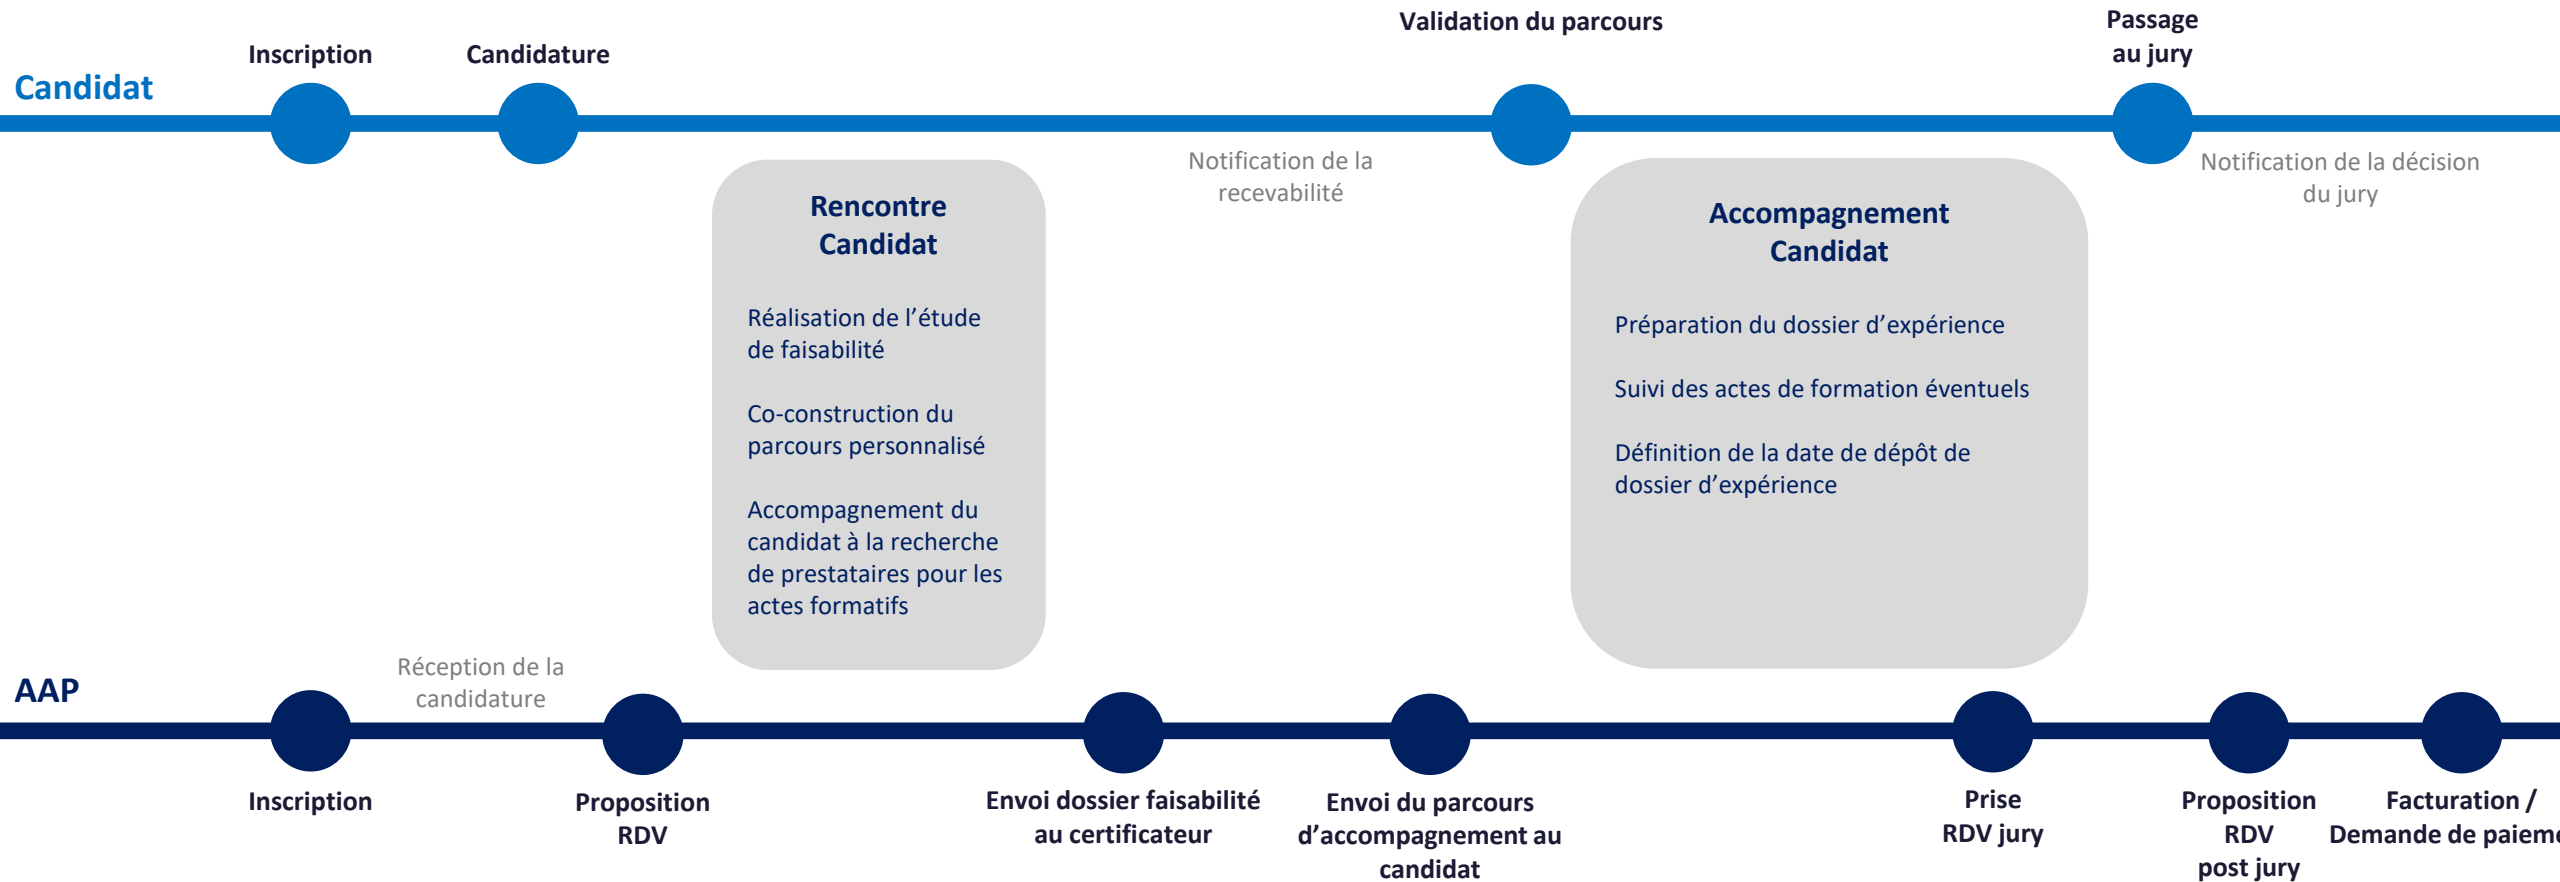 Validation du parcours
Passage
au jury
Inscription
Candidature
Candidat
Notification de la
recevabilité
Notification de la décision
du jury
Rencontre
Candidat
Réalisation de l’étude
de faisabilité
Co-construction du
parcours personnalisé
Accompagnement du
candidat à la recherche
de prestataires pour les
actes formatifs
Accompagnement
Candidat
Préparation du dossier d’expérience
Suivi des actes de formation éventuels
Définition de la date de dépôt de
dossier d’expérience
Réception de la
candidature
AAP
Inscription
Proposition
RDV
Envoi dossier faisabilité
au certificateur
Envoi du parcours
d’accompagnement au
candidat
Prise
RDV jury
Proposition
RDV
post jury
Facturation /
Demande de paieme